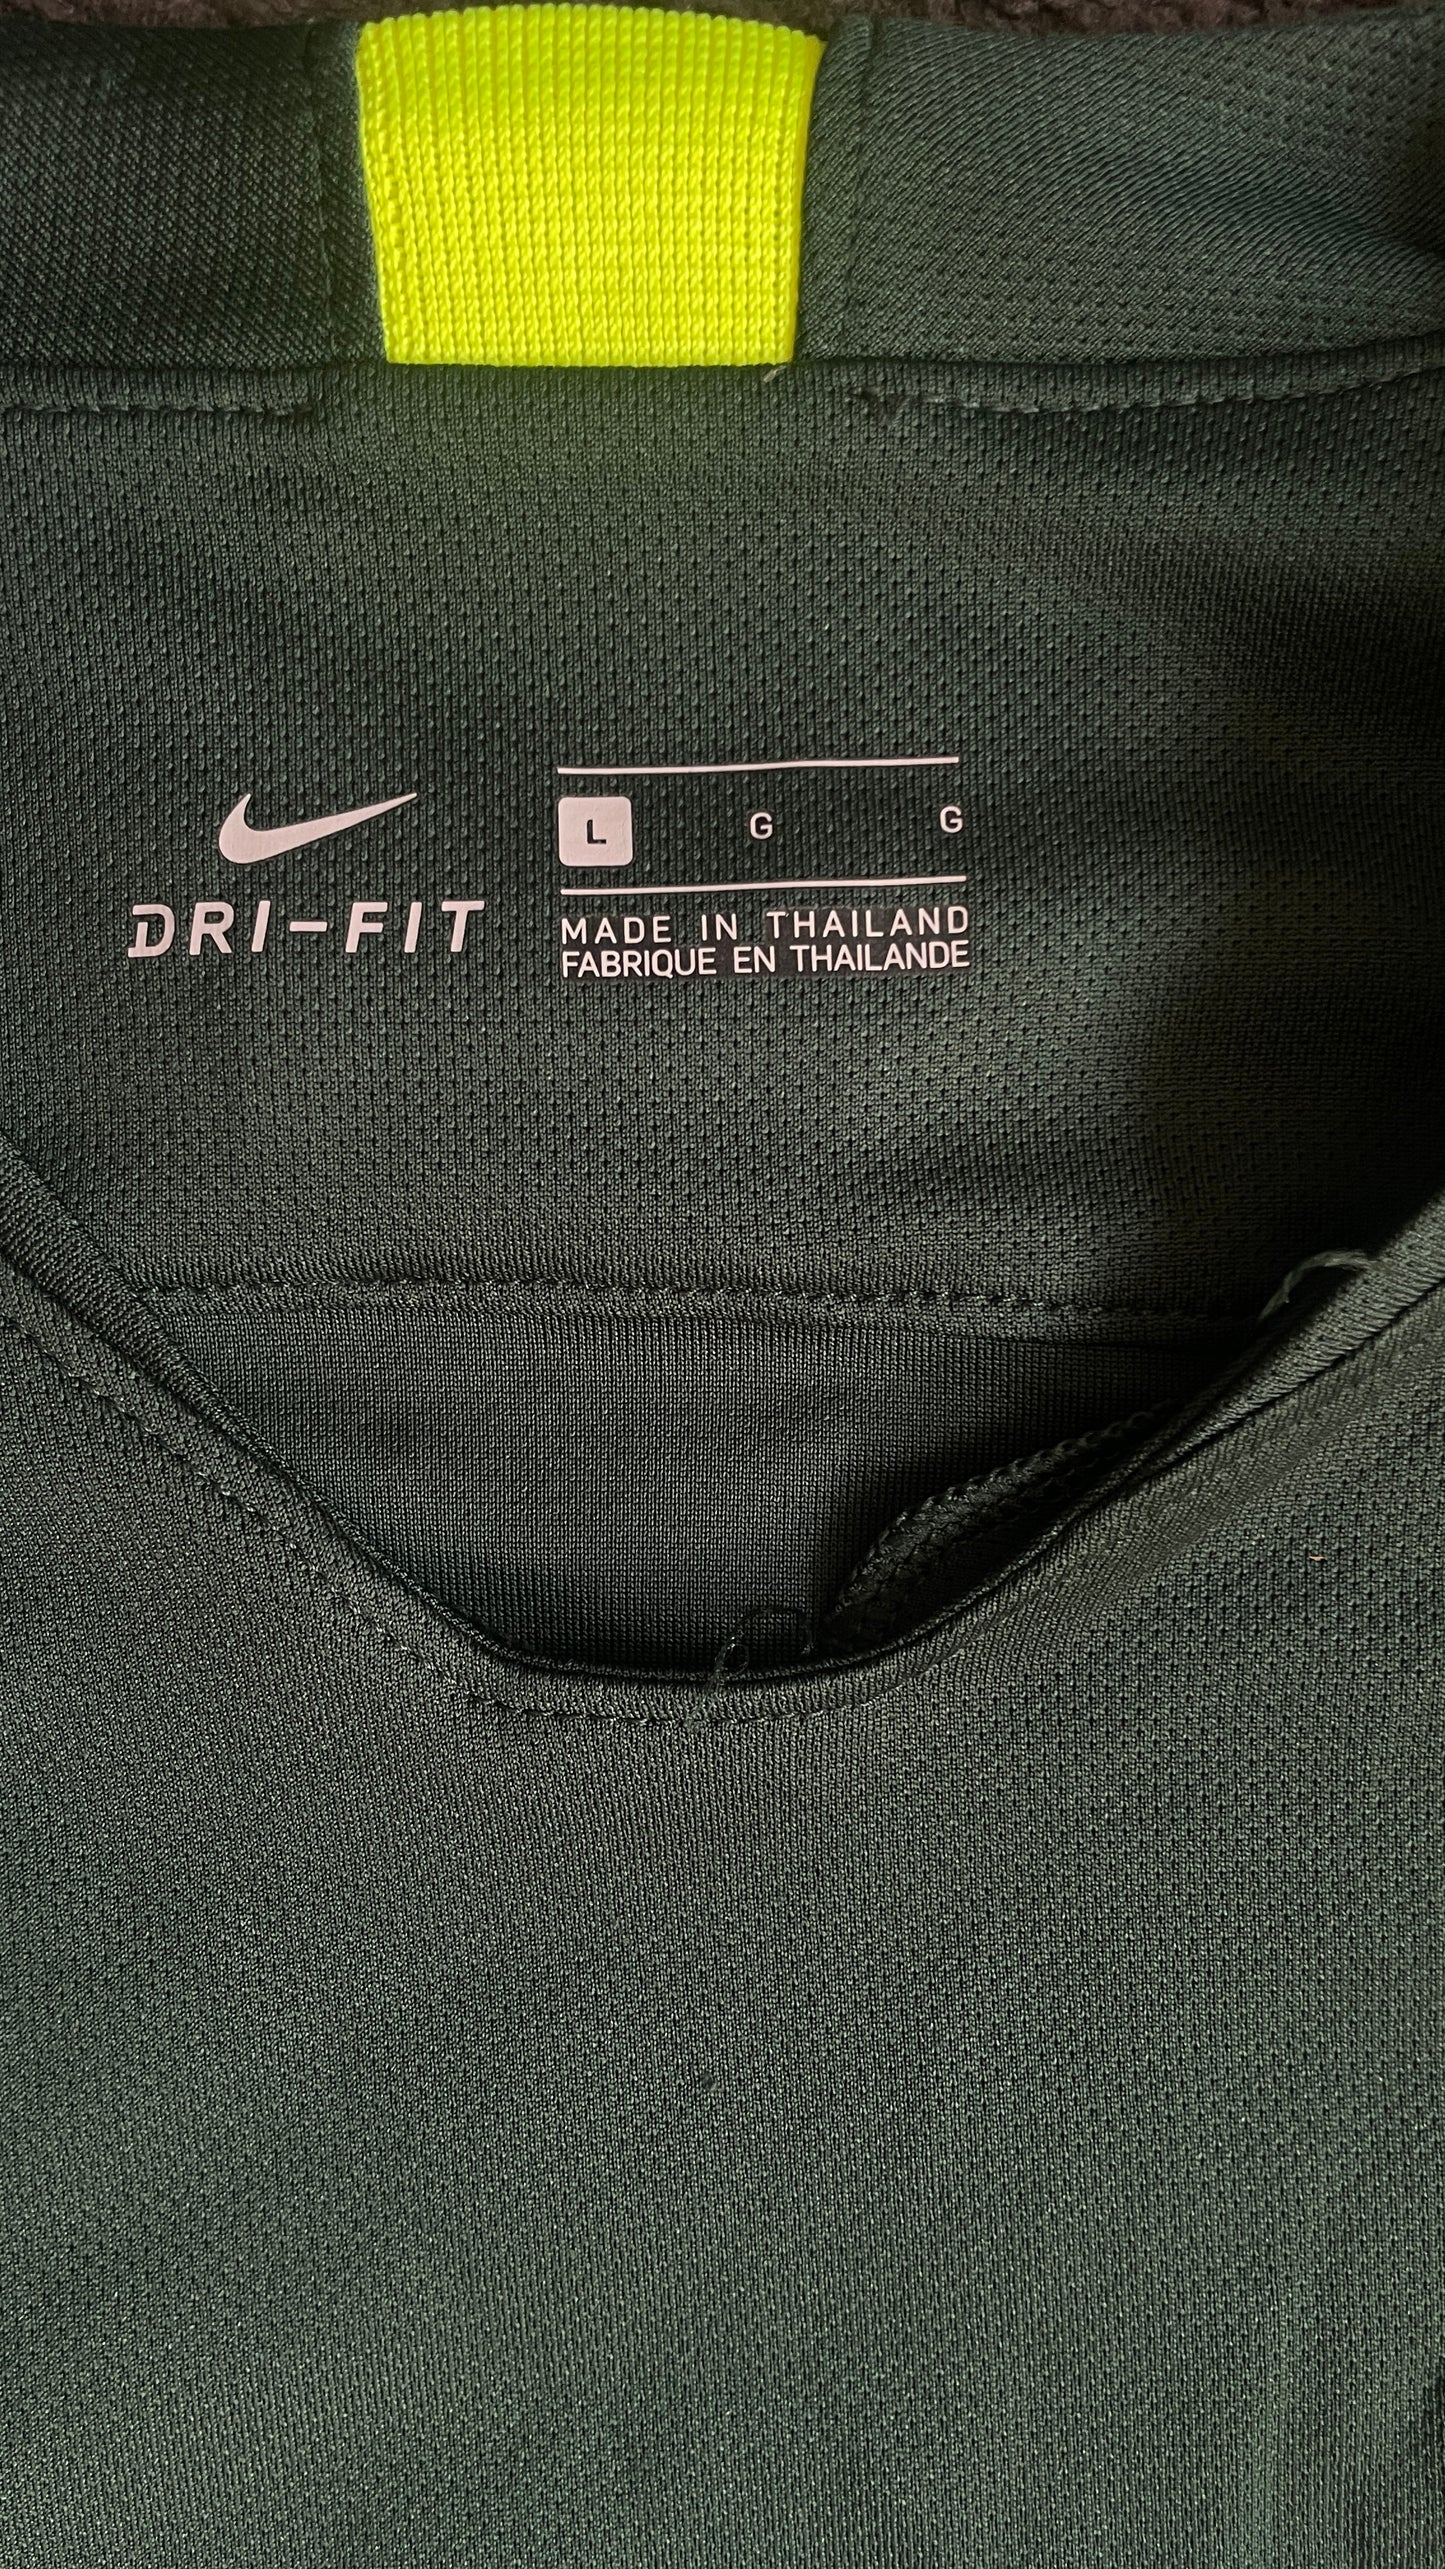 DRI-FIT
L G G
MADE IN THAILAND
FABRIQUE EN THAILANDE